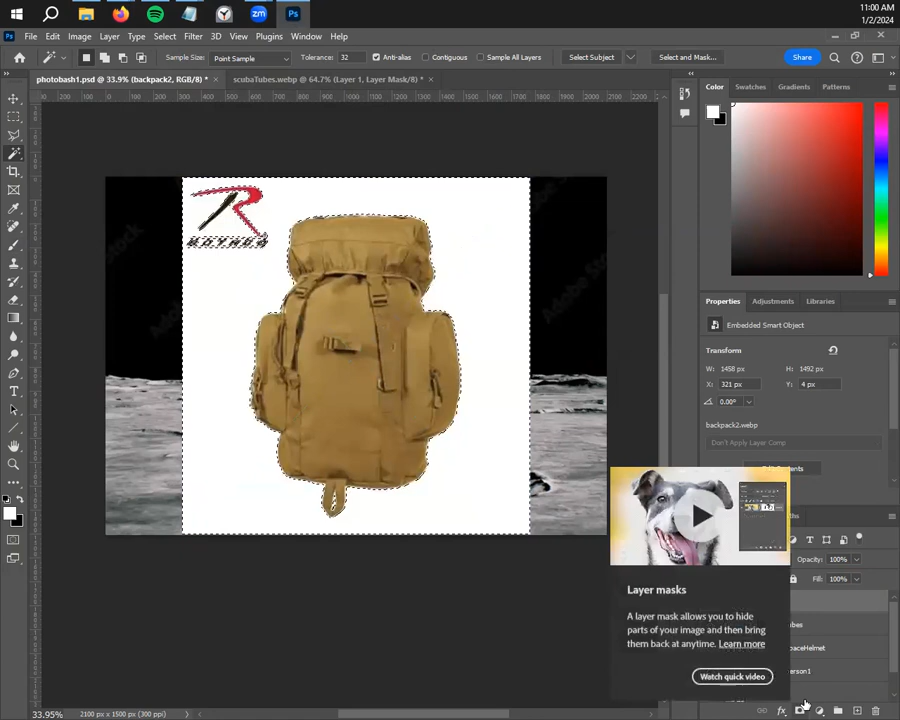 11:00 AM
1/2/2024
Ps
File Edit Image Layer Type Select Filter 3D View Plugins Window Help
Sample Size: Point Sample Tolerance: 32 Anti-alias Contiguous Sample All Layers Select Subject Select and Mask... Share
photobash1.psd @ 33.9% (backpack2, RGB/8) * × scubaTubes.webp @ 64.7% (Layer 1, Layer Mask/8) * ×
Color Swatches Gradients Patterns
ROTHCO
Adobe Stock
Properties Adjustments Libraries
Embedded Smart Object
Transform
W: 1458 px H: 1492 px
X: 321 px Y: 4 px
0.00°
backpack2.webp
Don't Apply Layer Comp
Opacity: 100%
Fill: 100%
Layer masks
A layer mask allows you to hide
parts of your image and then bring
them back at anytime. Learn more
Watch quick video
33.95% 2100 px x 1500 px (300 ppi)